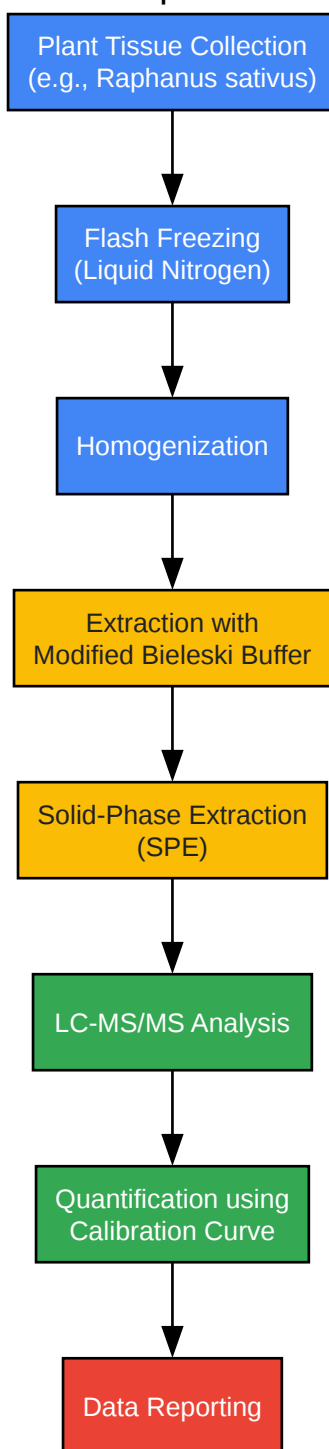 Plant Tissue Collection
(e.g., Raphanus sativus)
Flash Freezing
(Liquid Nitrogen)
Homogenization
Extraction with
Modified Bieleski Buffer
Solid-Phase Extraction
(SPE)
LC-MS/MS Analysis
Quantification using
Calibration Curve
Data Reporting